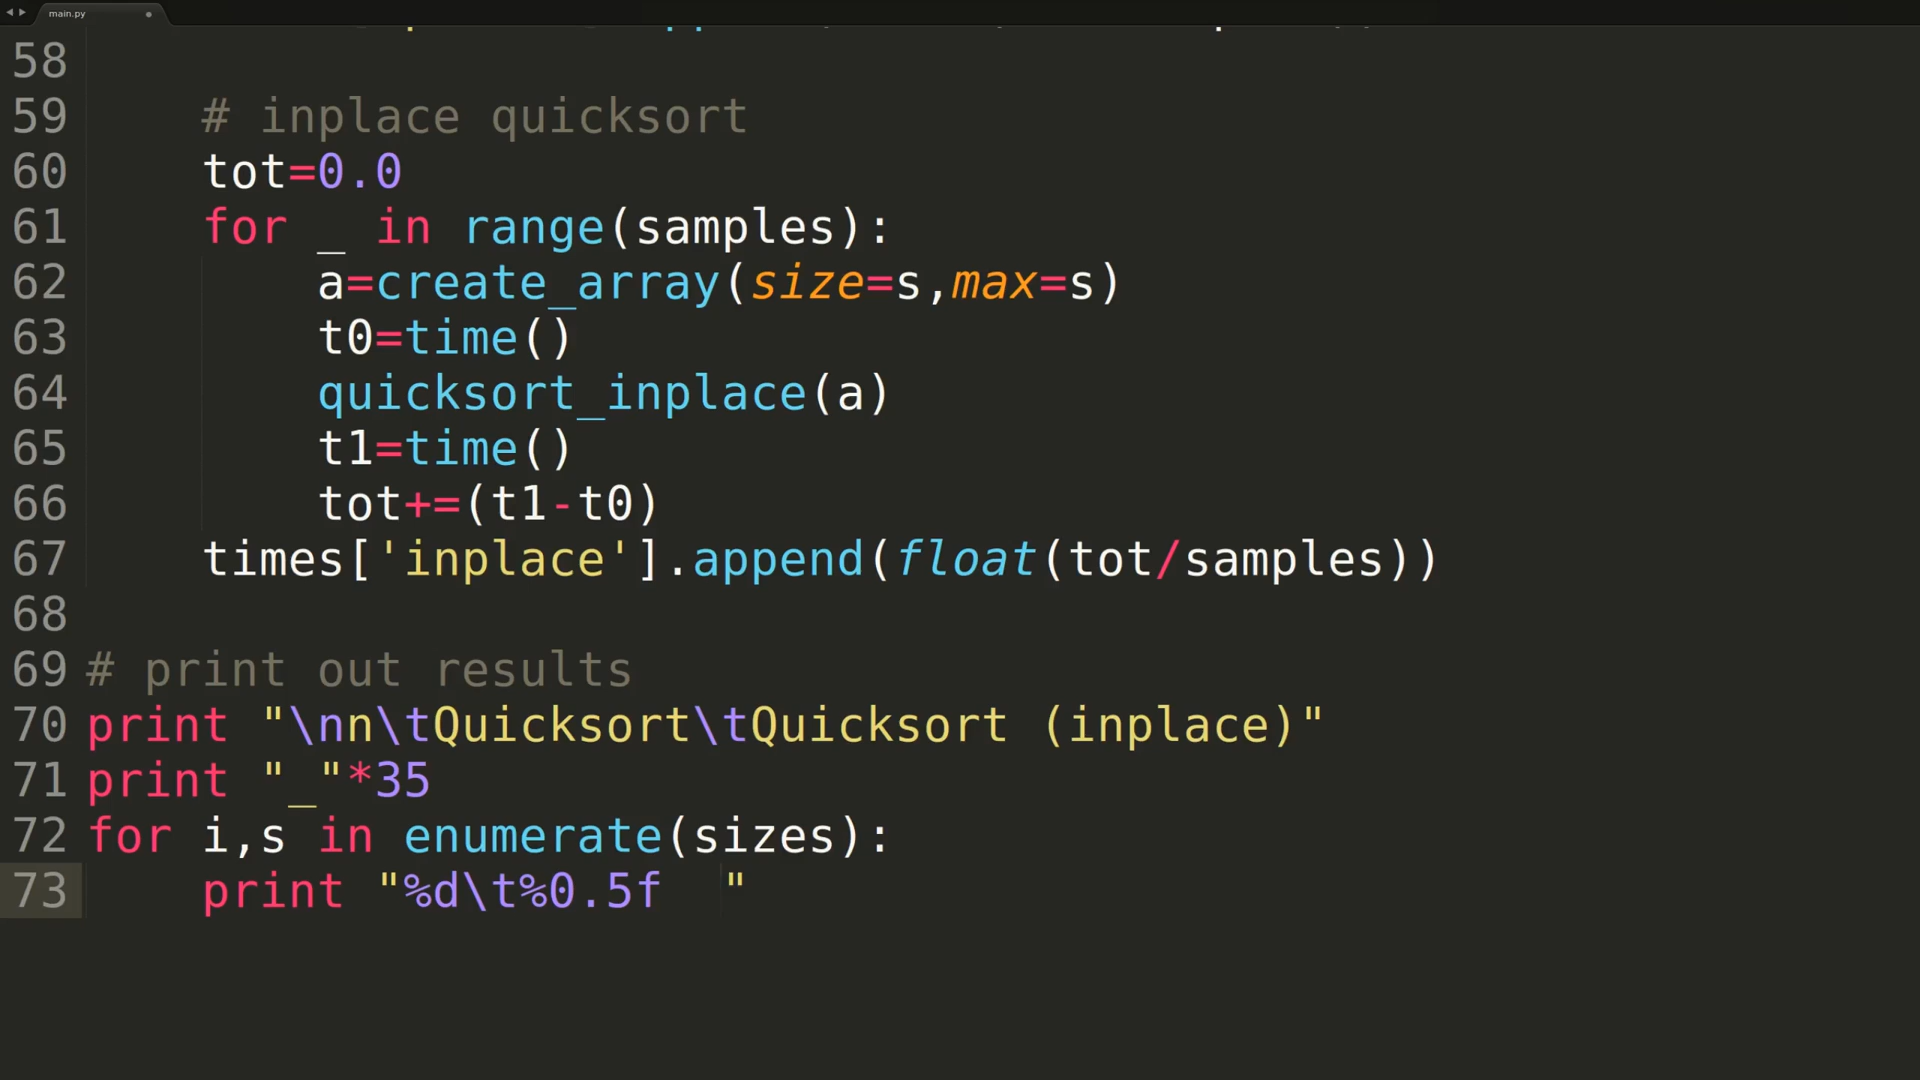 main.py
58
59 # inplace quicksort
60 tot=0.0
61 for _ in range(samples):
62 a=create_array(size=s,max=s)
63 t0=time()
64 quicksort_inplace(a)
65 t1=time()
66 tot+=(t1-t0)
67 times['inplace'].append(float(tot/samples))
68
69 # print out results
70 print "\nn\tQuicksort\tQuicksort (inplace)"
71 print "_"*35
72 for i,s in enumerate(sizes):
73 print "%d\t%0.5f  "